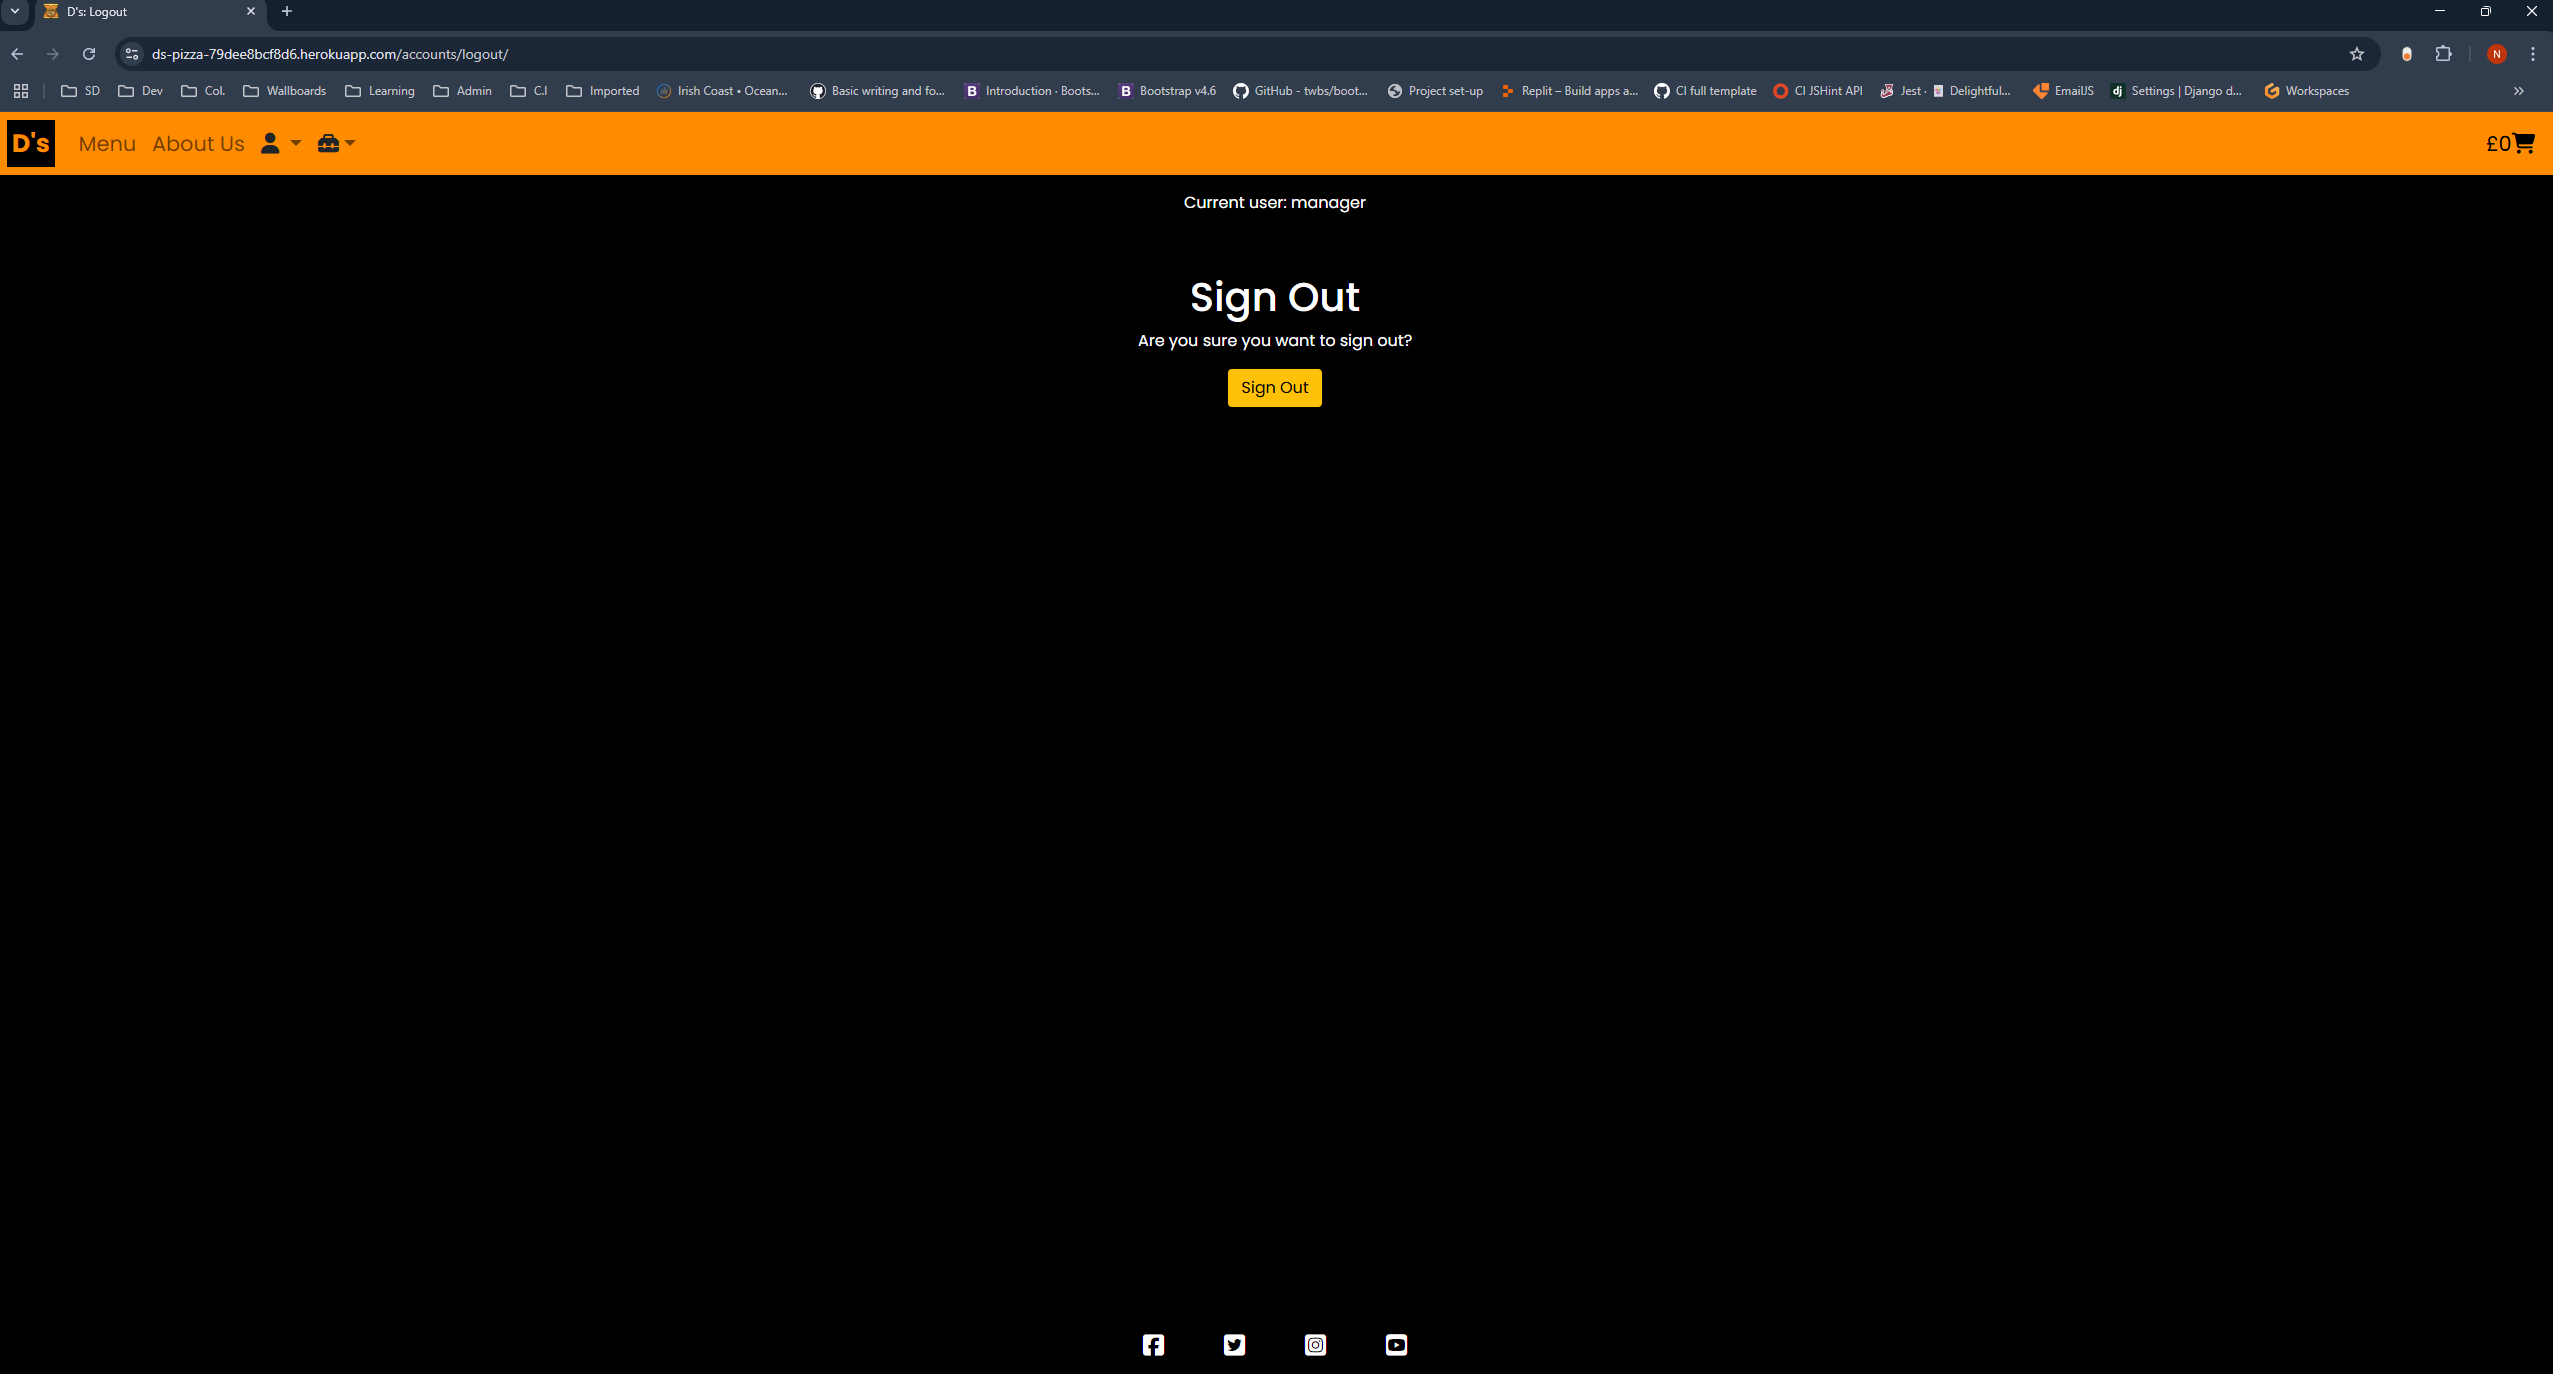 D's: Logout
ds-pizza-79dee8bcf8d6.herokuapp.com/accounts/logout/
N
SD Dev Col. Wallboards Learning Admin C.I Imported Irish Coast • Ocean... Basic writing and fo... B Introduction · Boots... B Bootstrap v4.6 GitHub - twbs/boot... Project set-up Replit – Build apps a... CI full template CI JSHint API Jest · Delightful... EmailJS dj Settings | Django d... Workspaces
D's Menu About Us £0
Current user: manager
Sign Out
Are you sure you want to sign out?
Sign Out